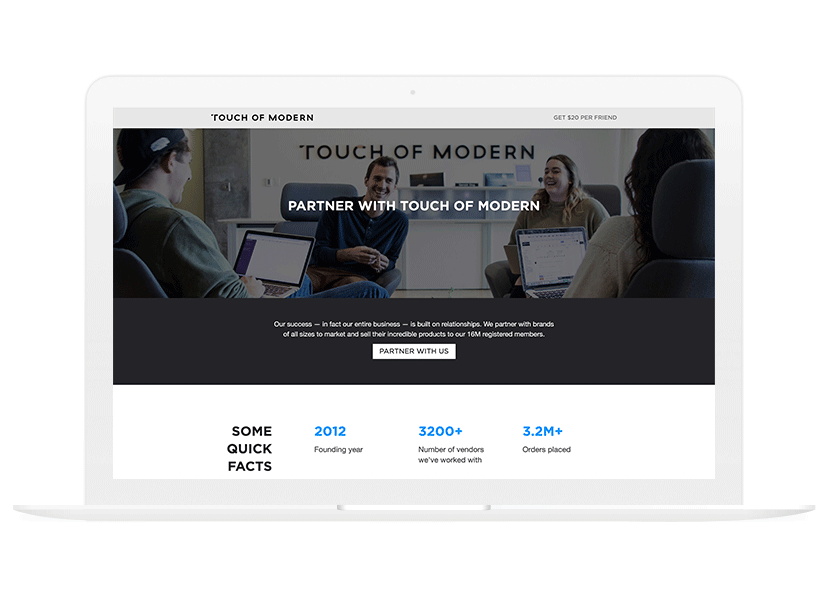 TOUCH OF MODERN
GET $20 PER FRIEND
TOUCH OF MODERN
PARTNER WITH TOUCH OF MODERN
Our success — in fact our entire business — is built on relationships. We partner with brands
of all sizes to market and sell their incredible products to our 16M registered members.
PARTNER WITH US
SOME
QUICK
FACTS
2012
Founding year
3200+
Number of vendors
we've worked with
3.2M+
Orders placed